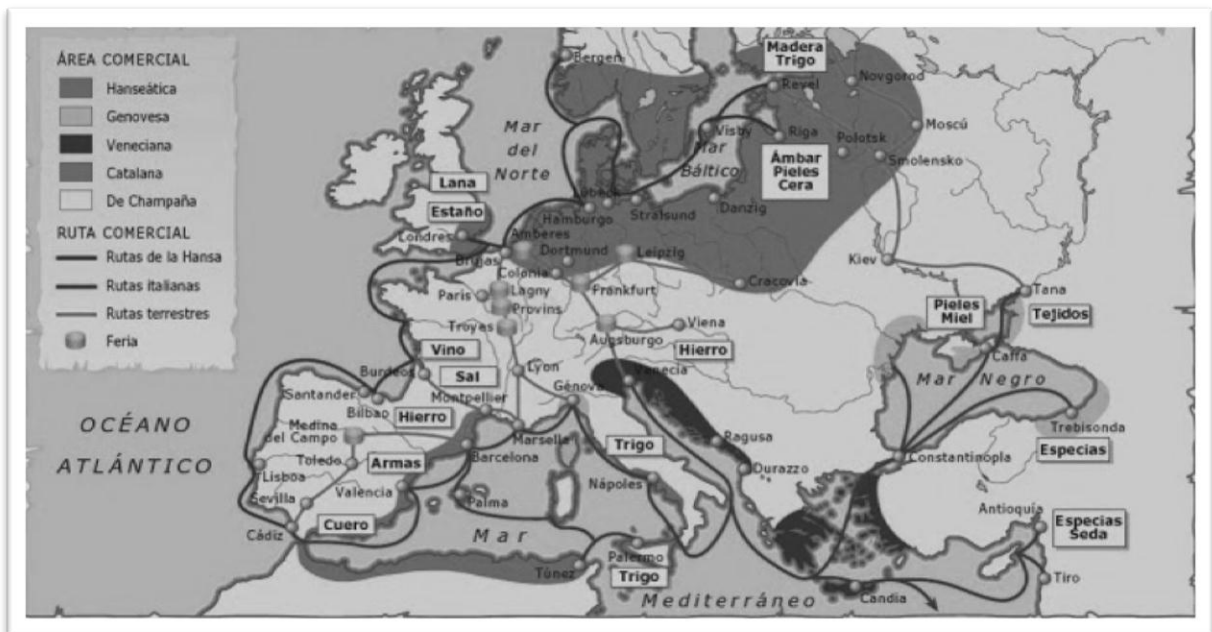 ÁREA COMERCIAL
Hanseática
Genovesa
Veneciana
Catalana
De Champaña
RUTA COMERCIAL
Rutas de la Hansa
Rutas italianas
Rutas terrestres
Feria
Bergen
Madera
Trigo
Revel
Novgorod
Mar
del
Norte
Visby
Riga
Polotsk
Moscú
Smolensko
Mar
Báltico
Ámbar
Pieles
Cera
Lana
Estaño
Lübeck
Hamburgo
Stralsund
Danzig
Londres
Amberes
Brujas
Dortmund
Leipzig
Colonia
Cracovia
Kiev
París
Lagny
Frankfurt
Provins
Troyes
Viena
Augsburgo
Hierro
Tana
Pieles
Miel
Tejidos
Caffa
Vino
Sal
Burdeos
Lyon
Génova
Venecia
Mar Negro
Santander
Bilbao
Hierro
Montpellier
Marsella
Trebisonda
OCÉANO
ATLÁNTICO
Medina
del Campo
Toledo
Armas
Barcelona
Trigo
Ragusa
Constantinopla
Especias
Lisboa
Sevilla
Valencia
Palma
Nápoles
Durazzo
Cádiz
Cuero
Mar
Antioquía
Especias
Seda
Túnez
Palermo
Trigo
Mediterráneo
Candia
Tiro